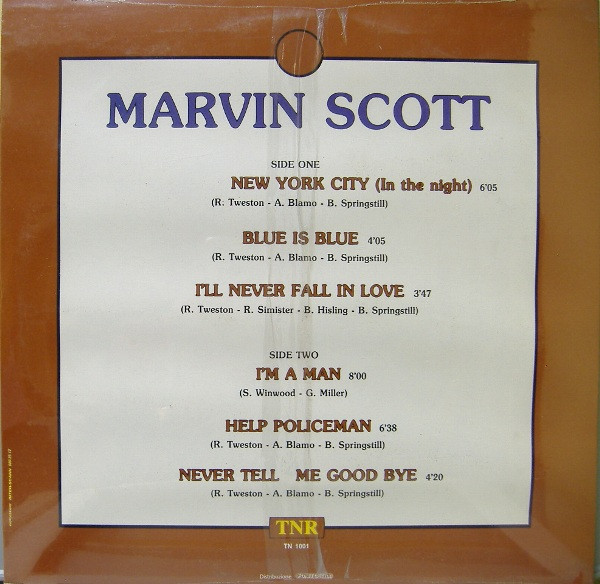 MARVIN SCOTT
SIDE ONE
NEW YORK CITY (In the night) 6'05
(R. Tweston - A. Blamo - B. Springstill)
BLUE IS BLUE 4'05
(R. Tweston - A. Blamo - B. Springstill)
I'LL NEVER FALL IN LOVE 3'47
(R. Tweston - R. Simister - B. Hisling - B. Springstill)
SIDE TWO
I'M A MAN 8'00
(S. Winwood - G. Miller)
HELP POLICEMAN 6'38
(R. Tweston - A. Blamo - B. Springstill)
NEVER TELL ME GOOD BYE 4'20
(R. Tweston - A. Blamo - B. Springstill)
TNR
TN 1001
Distribuzione